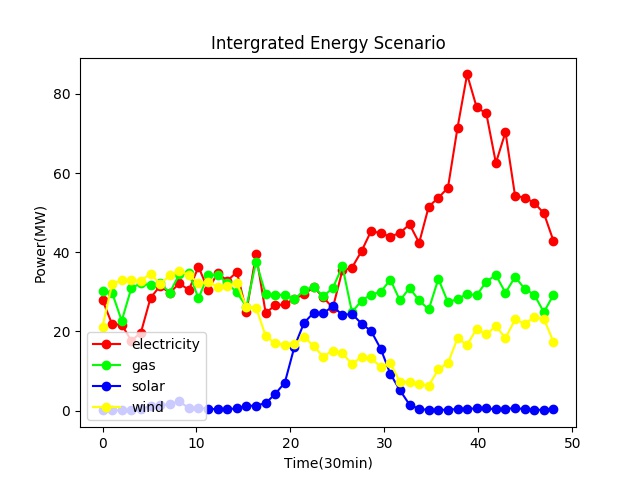 Intergrated Energy Scenario
Power(MW)
80
60
40
20
0
electricity
gas
solar
wind
0 10 20 30 40 50
Time(30min)